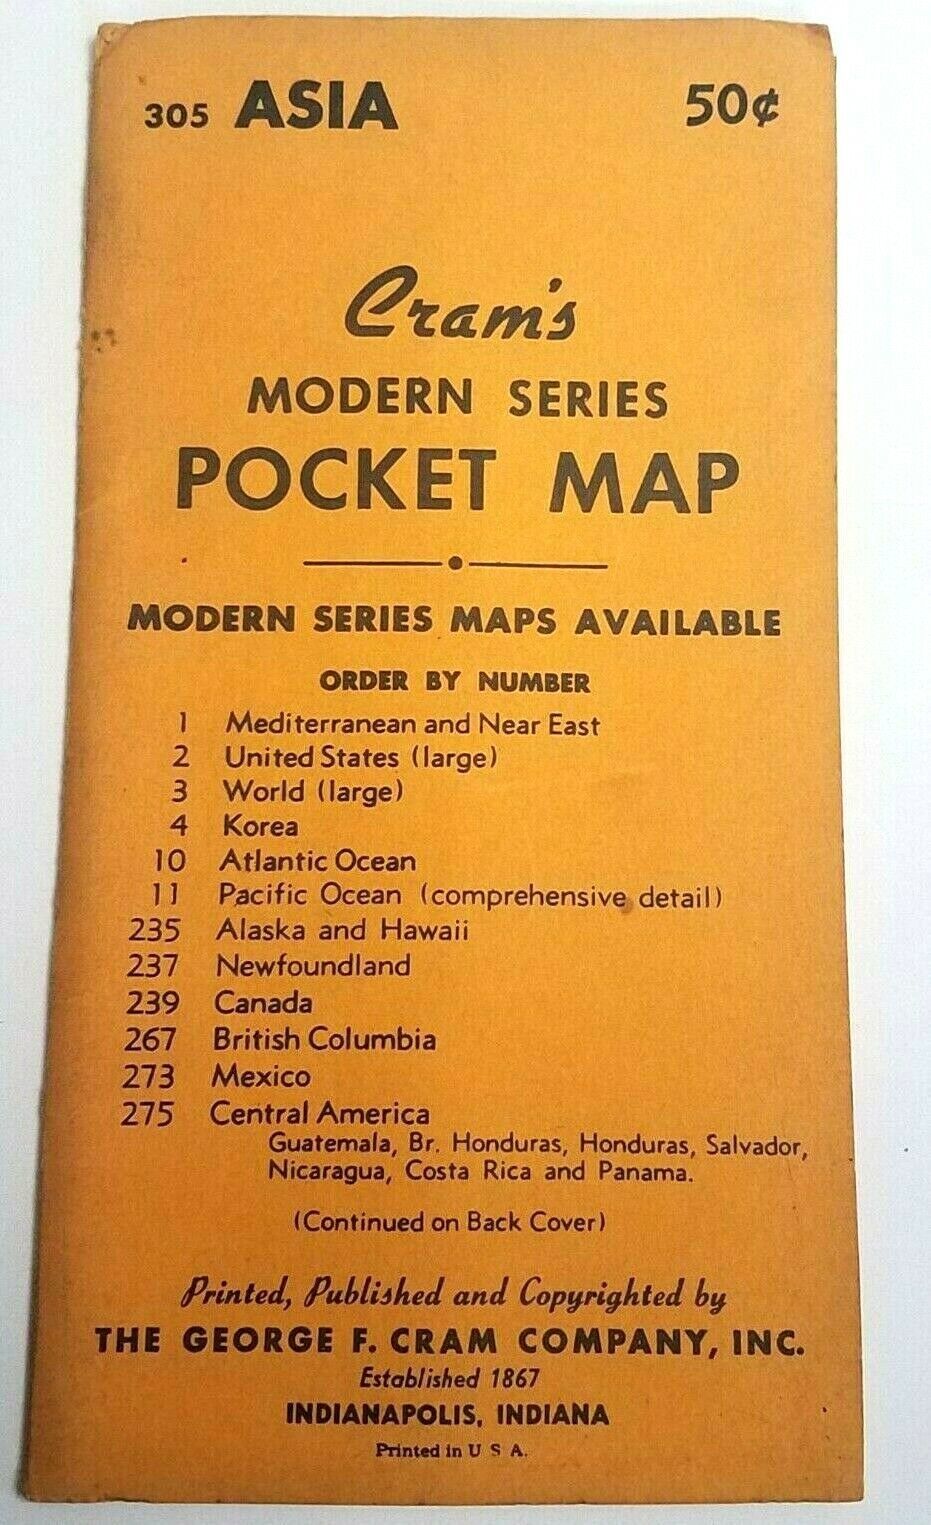 305 ASIA 50¢
Cram's
MODERN SERIES
POCKET MAP
MODERN SERIES MAPS AVAILABLE
ORDER BY NUMBER
1 Mediterranean and Near East
2 United States (large)
3 World (large)
4 Korea
10 Atlantic Ocean
11 Pacific Ocean (comprehensive detail)
235 Alaska and Hawaii
237 Newfoundland
239 Canada
267 British Columbia
273 Mexico
275 Central America
Guatemala, Br. Honduras, Honduras, Salvador,
Nicaragua, Costa Rica and Panama.
(Continued on Back Cover)
Printed, Published and Copyrighted by
THE GEORGE F. CRAM COMPANY, INC.
Established 1867
INDIANAPOLIS, INDIANA
Printed in U S A.